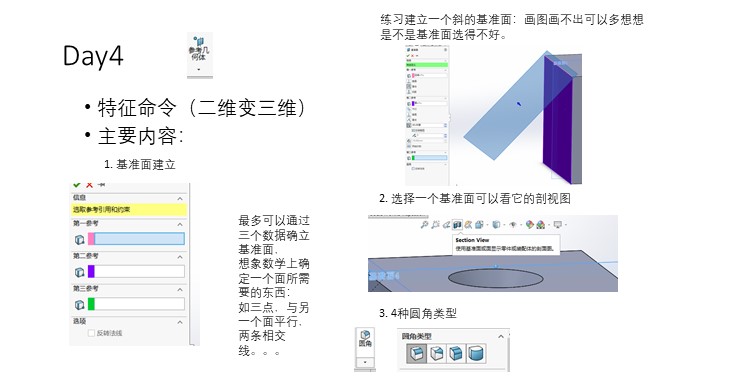 Day4
参考几
何体
• 特征命令（二维变三维）
• 主要内容：
1. 基准面建立
信息
选取参考引用和约束
第一参考
第二参考
第三参考
选项
反转法线
最多可以通过
三个数据确立
基准面，
想象数学上确
定一个面所需
要的东西：
如三点，与另
一个面平行，
两条相交
线。。。
练习建立一个斜的基准面：画图画不出可以多想想
是不是基准面选得不好。
2. 选择一个基准面可以看它的剖视图
Section View
使用基准面或面显示零件或装配体的剖面图。
3. 4种圆角类型
圆角
圆角类型